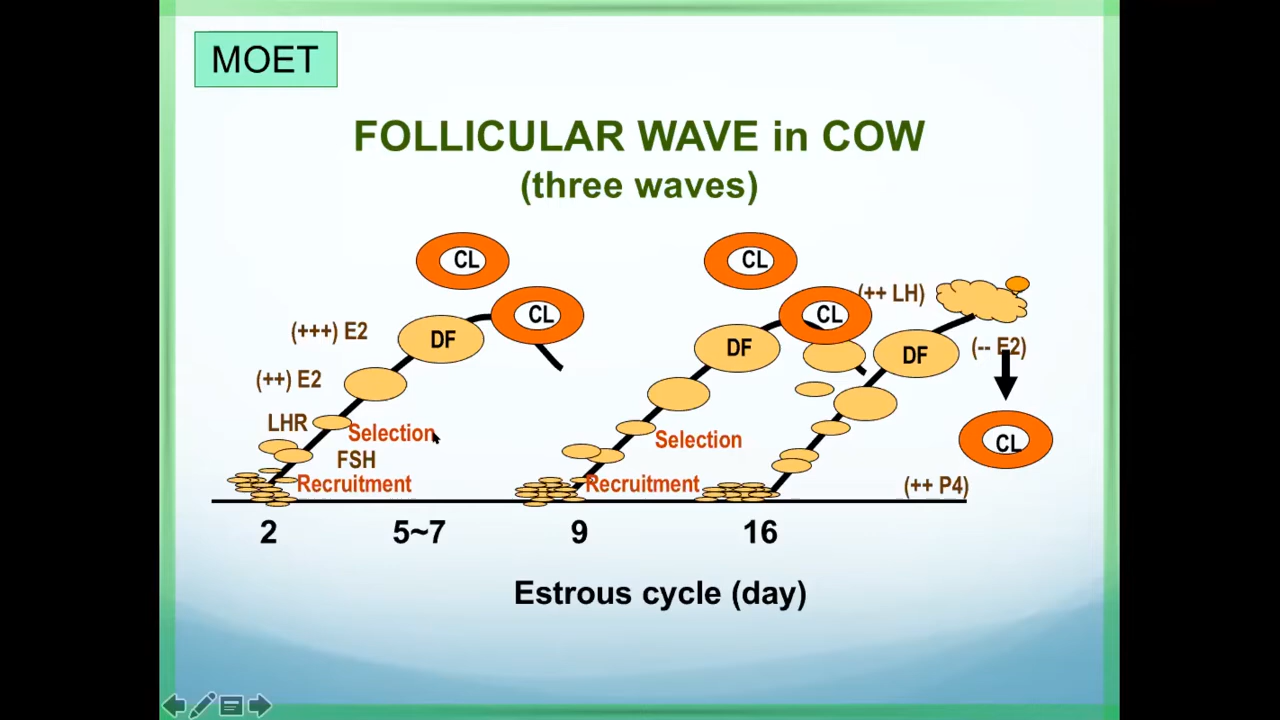 MOET
FOLLICULAR WAVE in COW
(three waves)
CL
CL
CL
CL
(++ LH)
(+++) E2
DF
DF
DF
(-- E2)
(++) E2
LHR
Selection
Selection
CL
FSH
Recruitment
Recruitment
(++ P4)
2
5~7
9
16
Estrous cycle (day)